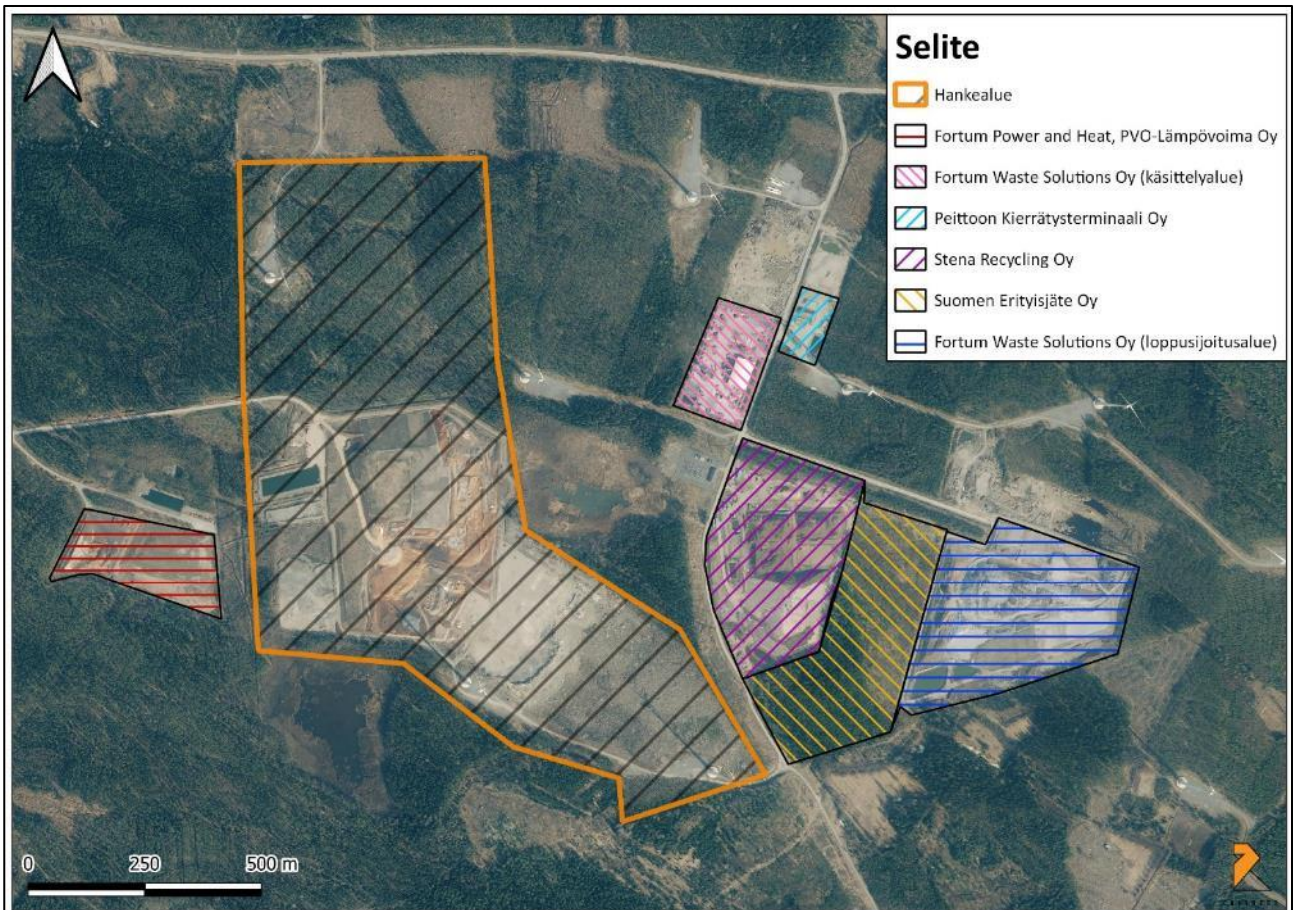 Selite
Hankealue
Fortum Power and Heat, PVO-Lämpövoima Oy
Fortum Waste Solutions Oy (käsittelyalue)
Peittoon Kierrätysterminaali Oy
Stena Recycling Oy
Suomen Erityisjäte Oy
Fortum Waste Solutions Oy (loppusijoitusalue)
0 250 500 m